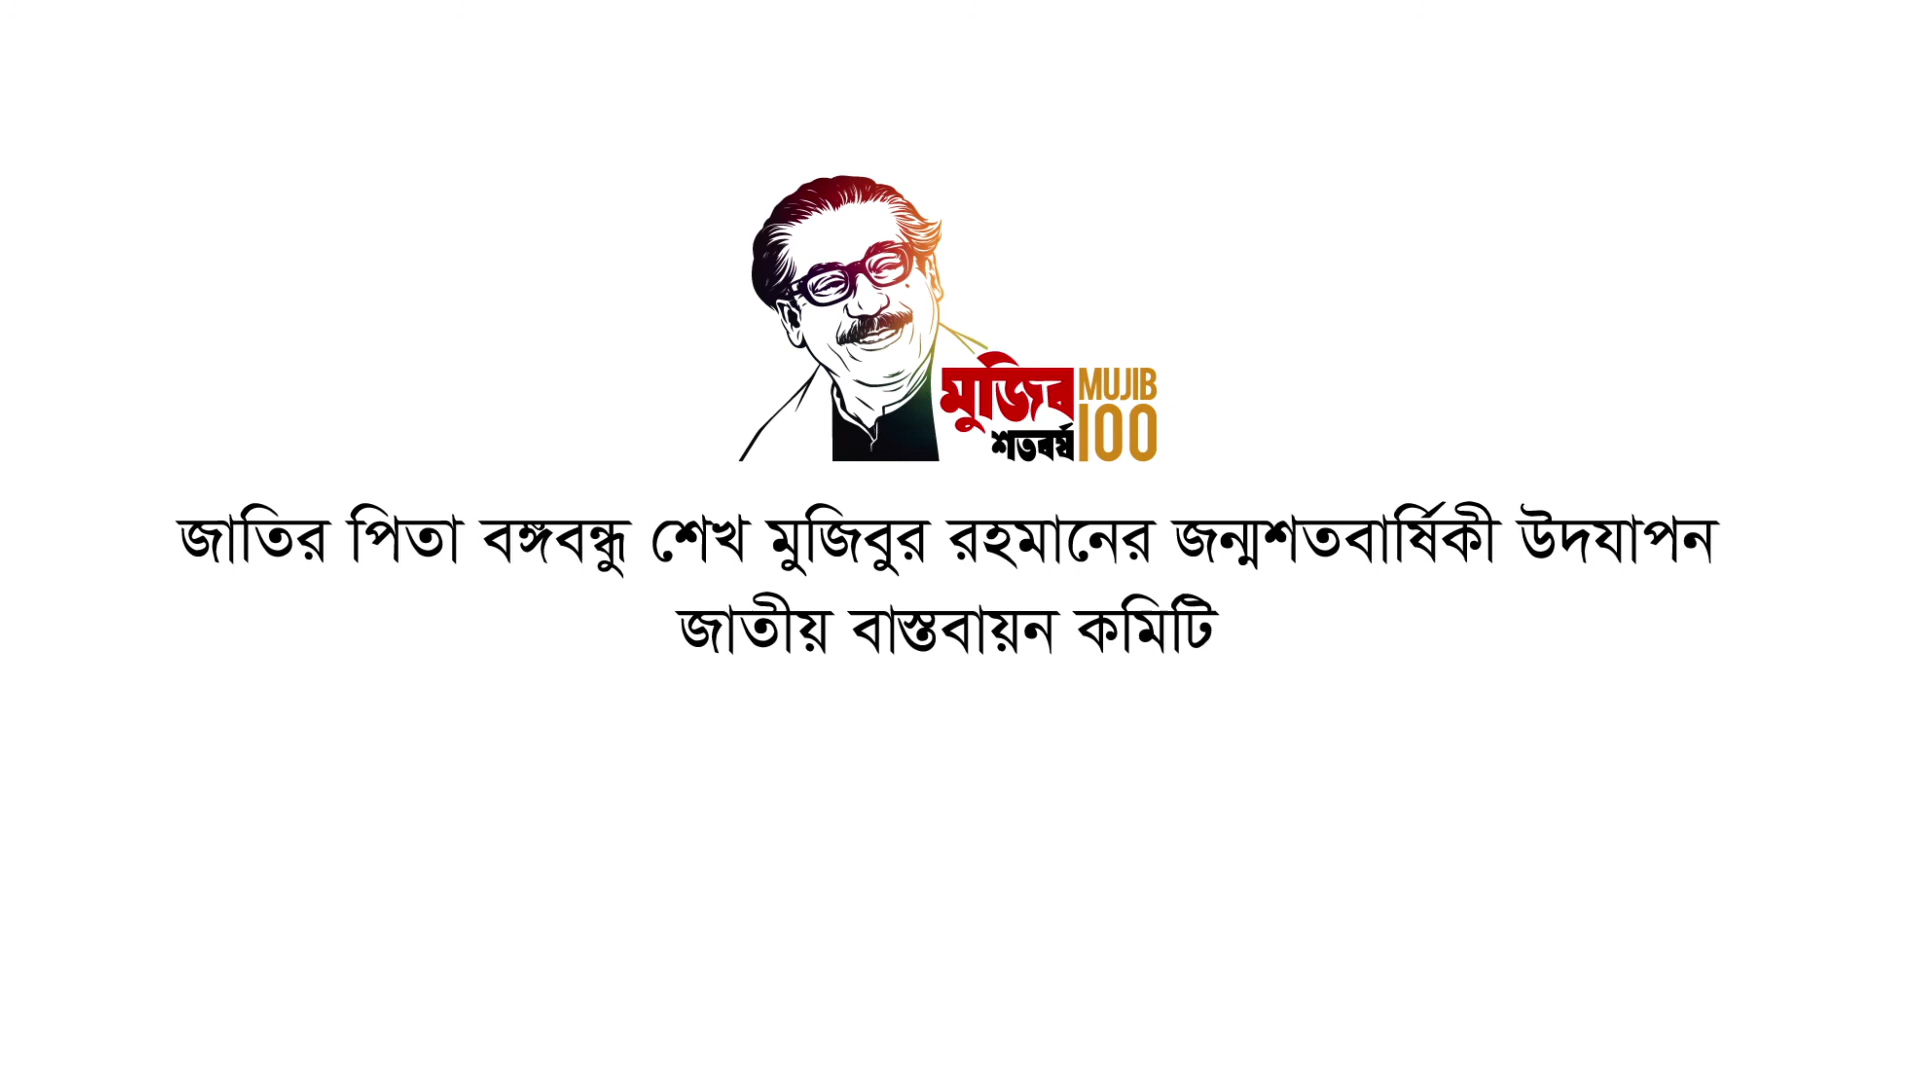 মুজিব MUJIB
শতবর্ষ 100
জাতির পিতা বঙ্গবন্ধু শেখ মুজিবুর রহমানের জন্মশতবার্ষিকী উদযাপন
জাতীয় বাস্তবায়ন কমিটি